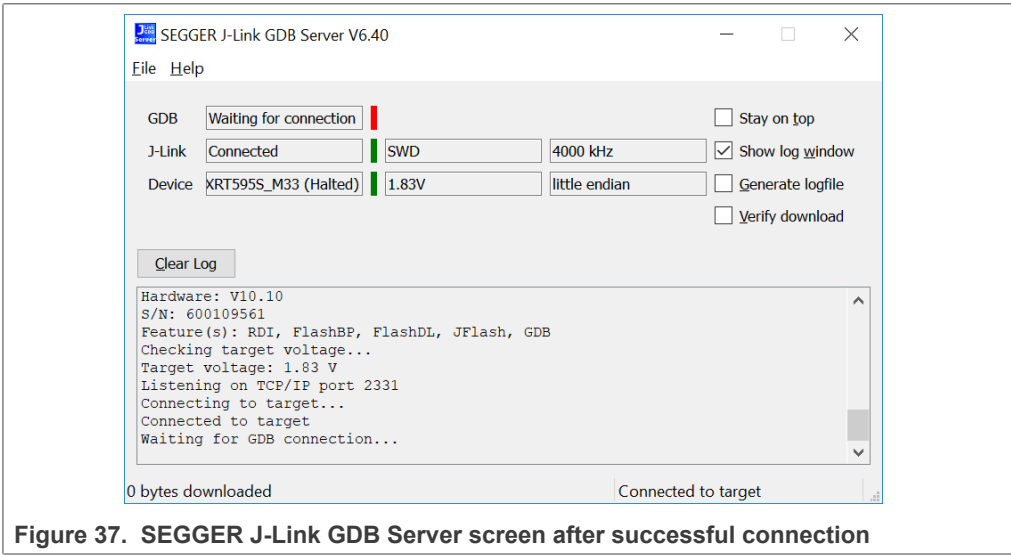 SEGGER J-Link GDB Server V6.40
File Help
GDB Waiting for connection Stay on top
J-Link Connected SWD 4000 kHz Show log window
Device XRT595S_M33 (Halted) 1.83V little endian Generate logfile
Verify download
Clear Log
Hardware: V10.10
S/N: 600109561
Feature(s): RDI, FlashBP, FlashDL, JFlash, GDB
Checking target voltage...
Target voltage: 1.83 V
Listening on TCP/IP port 2331
Connecting to target...
Connected to target
Waiting for GDB connection...
0 bytes downloaded Connected to target
Figure 37. SEGGER J-Link GDB Server screen after successful connection